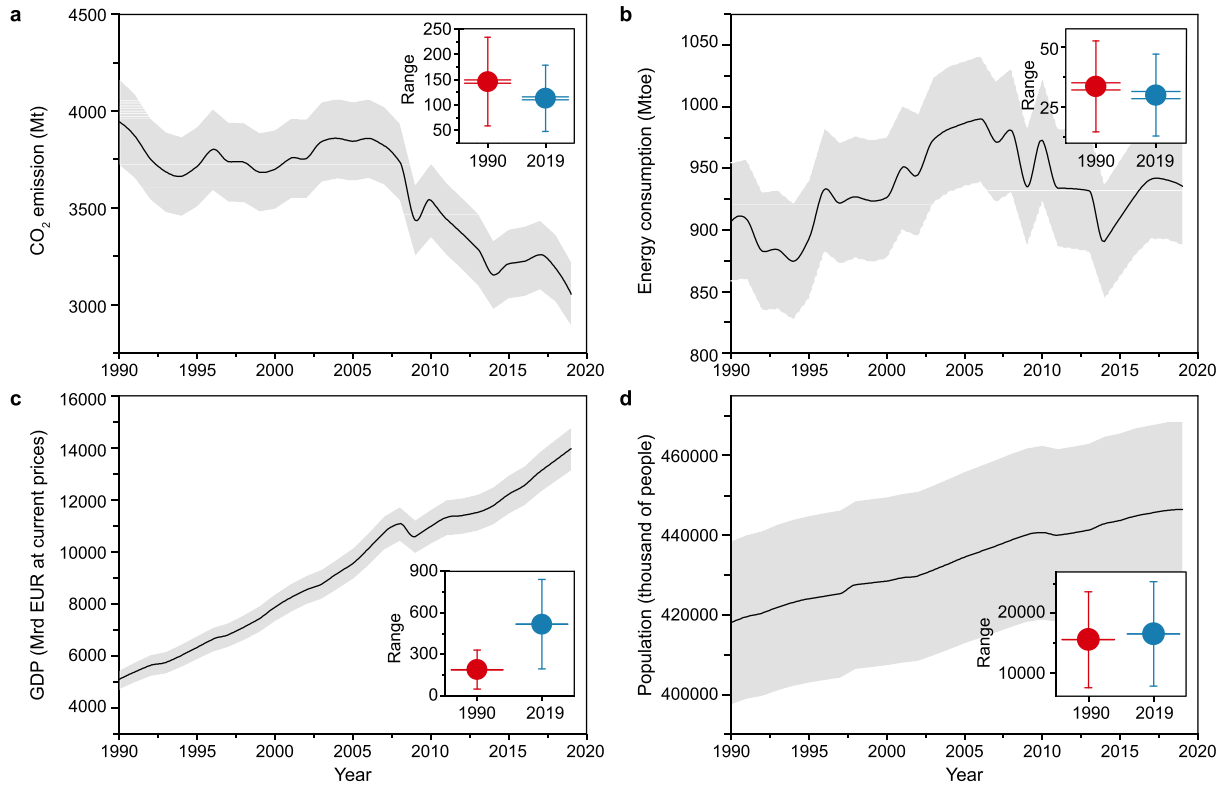 a
4500
4000
3500
3000
CO2 emission (Mt)
1990 1995 2000 2005 2010 2015 2020
250
200
150
100
50
Range
1990 2019
b
1075
1000
950
900
850
800
Energy consumption (Mtoe)
1990 1995 2000 2005 2010 2015 2020
50
25
Range
1990 2019
c
16000
14000
12000
10000
8000
6000
4000
GDP (Mrd EUR at current prices)
1990 1995 2000 2005 2010 2015 2020
Year
900
600
300
0
Range
1990 2019
d
460000
440000
420000
400000
Population (thousand of people)
1990 1995 2000 2005 2010 2015 2020
Year
20000
10000
Range
1990 2019